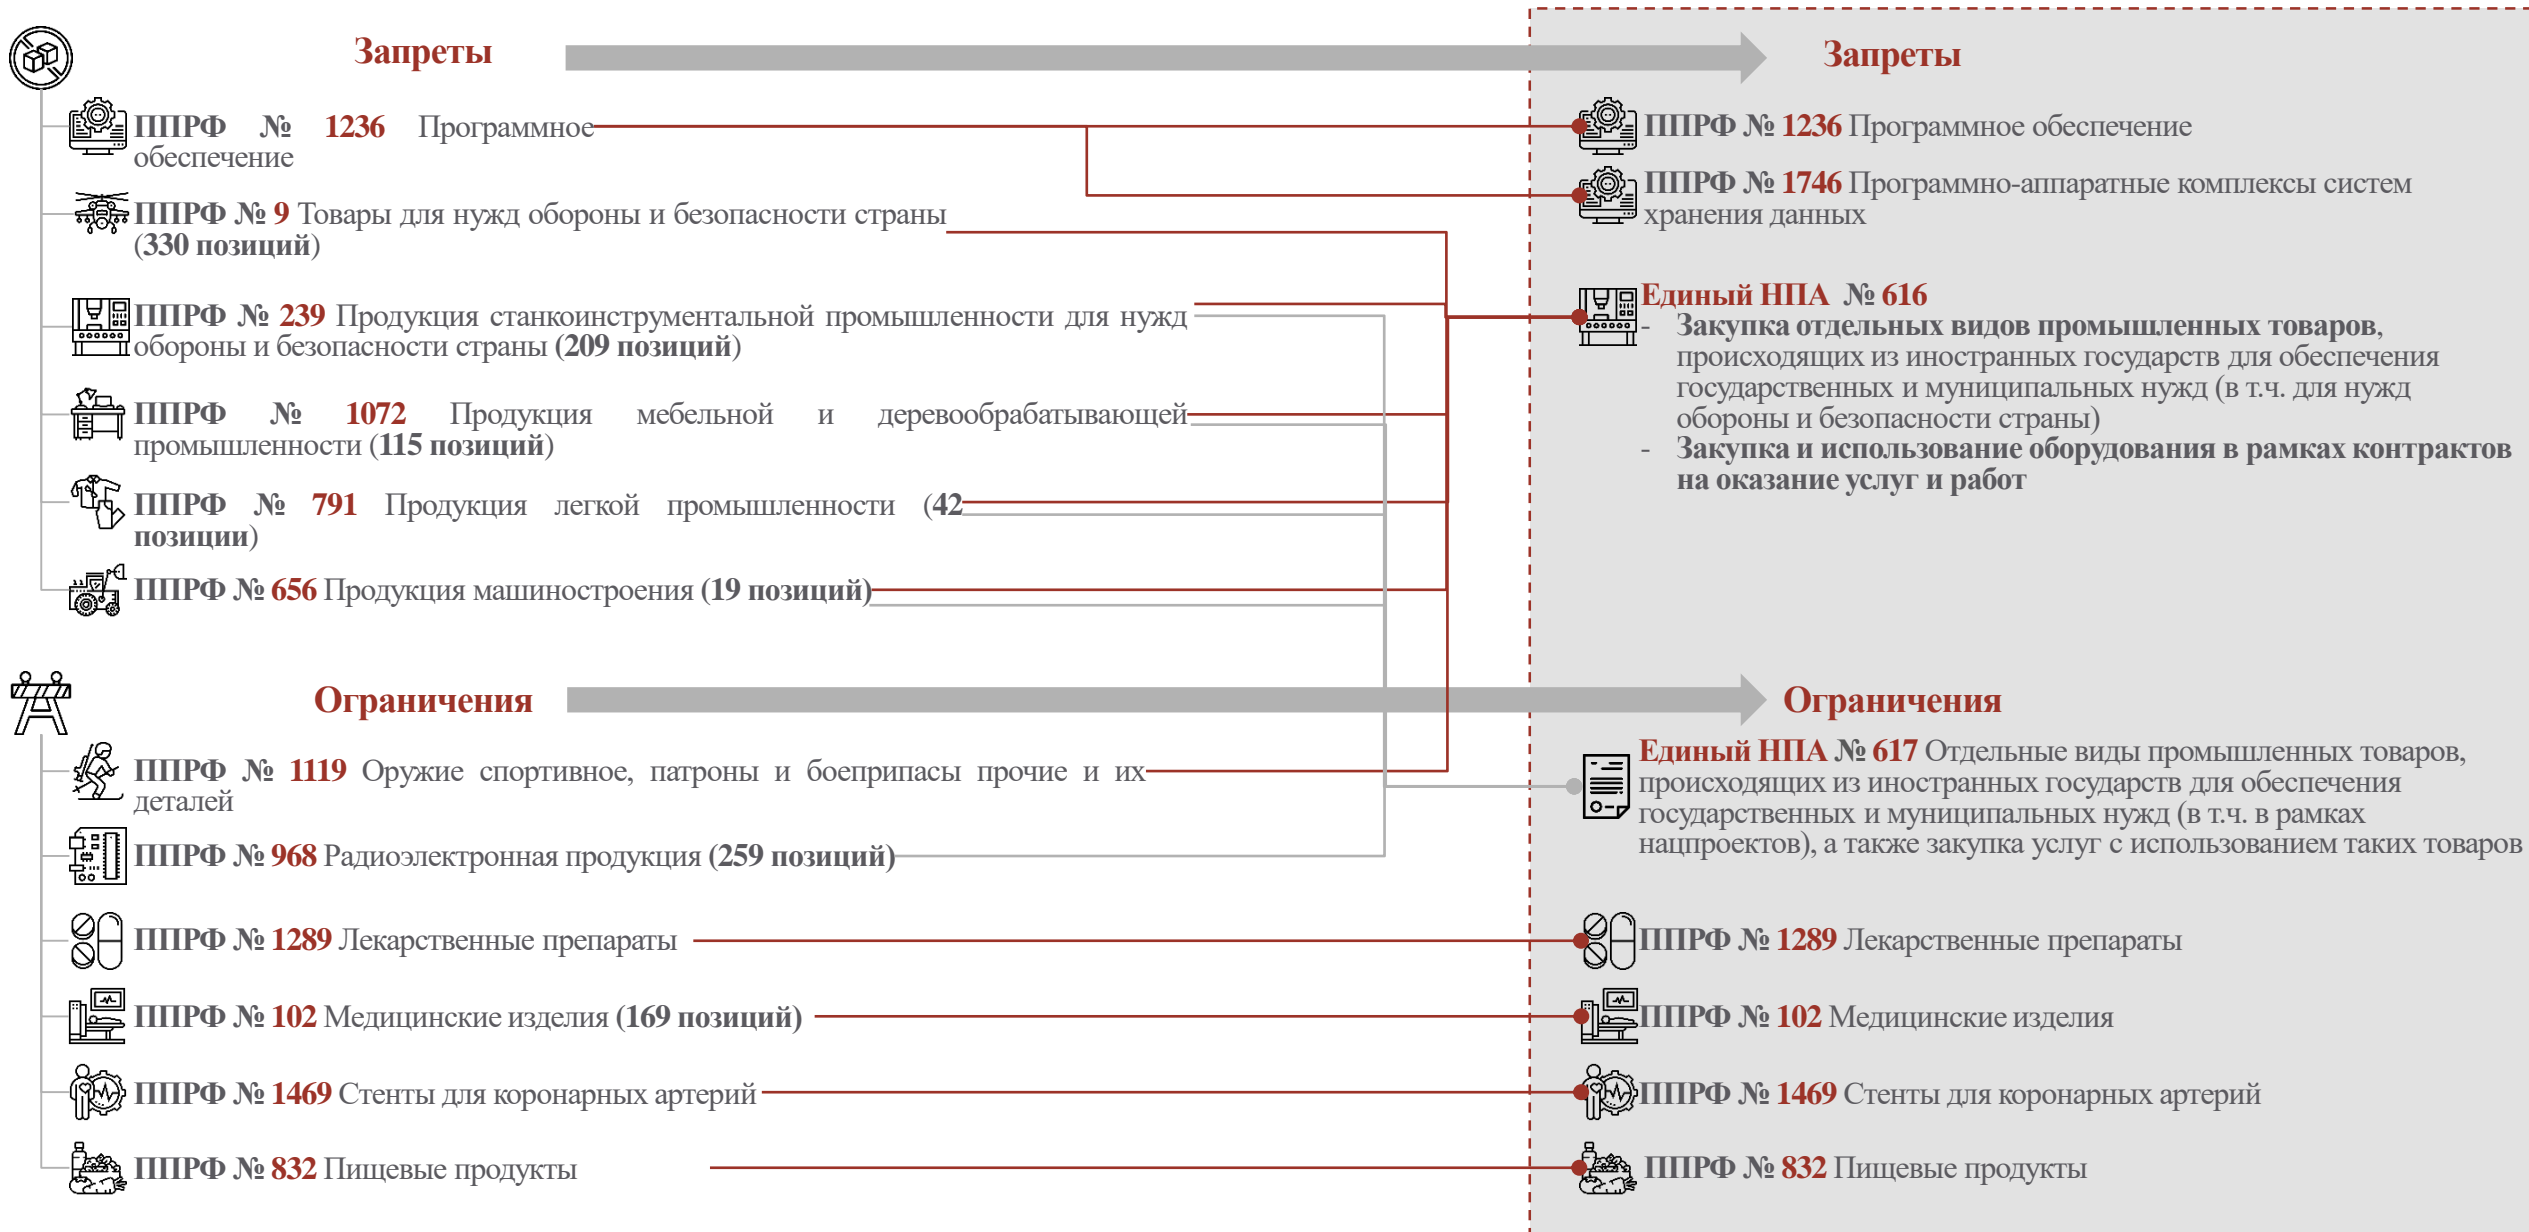 Запреты
ППРФ № 1236 Программное
обеспечение
ППРФ № 9 Товары для нужд обороны и безопасности страны
(330 позиций)
ППРФ № 239 Продукция станкоинструментальной промышленности для нужд
обороны и безопасности страны (209 позиций)
ППРФ № 1072 Продукция мебельной и деревообрабатывающей
промышленности (115 позиций)
ППРФ № 791 Продукция легкой промышленности (42
позиции)
ППРФ № 656 Продукция машиностроения (19 позиций)
Ограничения
ППРФ № 1119 Оружие спортивное, патроны и боеприпасы прочие и их
деталей
ППРФ № 968 Радиоэлектронная продукция (259 позиций)
ППРФ № 1289 Лекарственные препараты
ППРФ № 102 Медицинские изделия (169 позиций)
ППРФ № 1469 Стенты для коронарных артерий
ППРФ № 832 Пищевые продукты
Запреты
ППРФ № 1236 Программное обеспечение
ППРФ № 1746 Программно-аппаратные комплексы систем
хранения данных
Единый НПА № 616
- Закупка отдельных видов промышленных товаров,
происходящих из иностранных государств для обеспечения
государственных и муниципальных нужд (в т.ч. для нужд
обороны и безопасности страны)
- Закупка и использование оборудования в рамках контрактов
на оказание услуг и работ
Ограничения
Единый НПА № 617 Отдельные виды промышленных товаров,
происходящих из иностранных государств для обеспечения
государственных и муниципальных нужд (в т.ч. в рамках
нацпроектов), а также закупка услуг с использованием таких товаров
ППРФ № 1289 Лекарственные препараты
ППРФ № 102 Медицинские изделия
ППРФ № 1469 Стенты для коронарных артерий
ППРФ № 832 Пищевые продукты